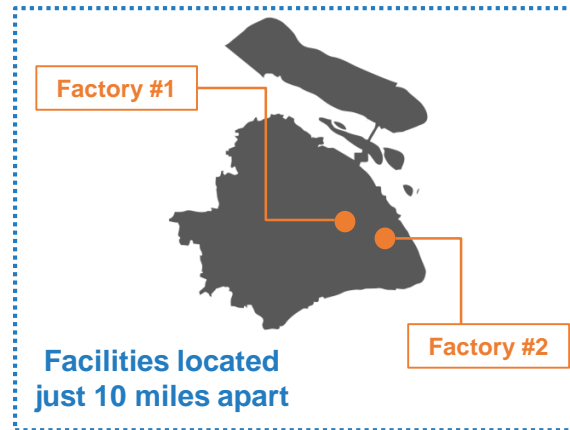 Factory #1
Factory #2
Facilities located
just 10 miles apart